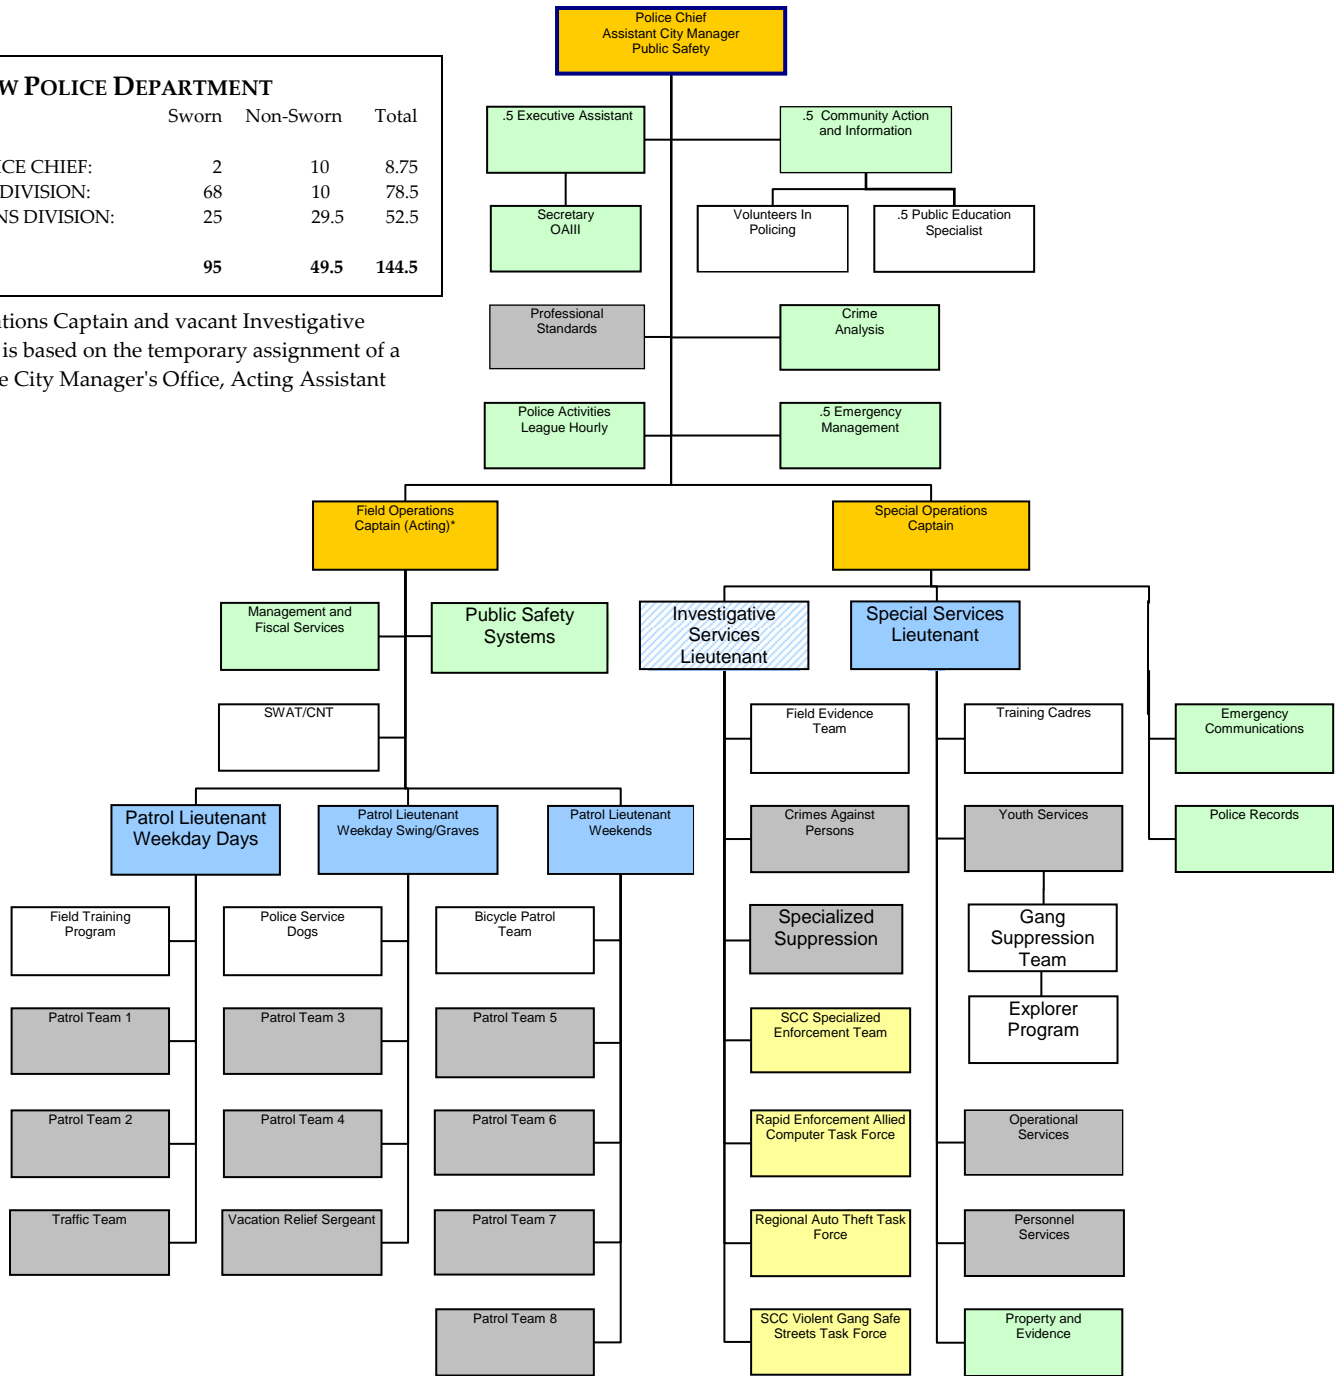 Police Chief
Assistant City Manager
Public Safety
W POLICE DEPARTMENT
Sworn Non-Sworn Total
ICE CHIEF: 2 10 8.75
DIVISION: 68 10 78.5
NS DIVISION: 25 29.5 52.5
95 49.5 144.5
ations Captain and vacant Investigative
is based on the temporary assignment of a
e City Manager's Office, Acting Assistant
.5 Executive Assistant
.5 Community Action
and Information
Secretary
OAIII
Volunteers In
Policing
.5 Public Education
Specialist
Professional
Standards
Crime
Analysis
Police Activities
League Hourly
.5 Emergency
Management
Field Operations
Captain (Acting)*
Special Operations
Captain
Management and
Fiscal Services
Public Safety
Systems
Investigative
Services
Lieutenant
Special Services
Lieutenant
SWAT/CNT
Field Evidence
Team
Training Cadres
Emergency
Communications
Patrol Lieutenant
Weekday Days
Patrol Lieutenant
Weekday Swing/Graves
Patrol Lieutenant
Weekends
Crimes Against
Persons
Youth Services
Police Records
Field Training
Program
Police Service
Dogs
Bicycle Patrol
Team
Specialized
Suppression
Gang
Suppression
Team
Explorer
Program
Patrol Team 1
Patrol Team 3
Patrol Team 5
SCC Specialized
Enforcement Team
Patrol Team 2
Patrol Team 4
Patrol Team 6
Rapid Enforcement Allied
Computer Task Force
Operational
Services
Traffic Team
Vacation Relief Sergeant
Patrol Team 7
Regional Auto Theft Task
Force
Personnel
Services
Patrol Team 8
SCC Violent Gang Safe
Streets Task Force
Property and
Evidence